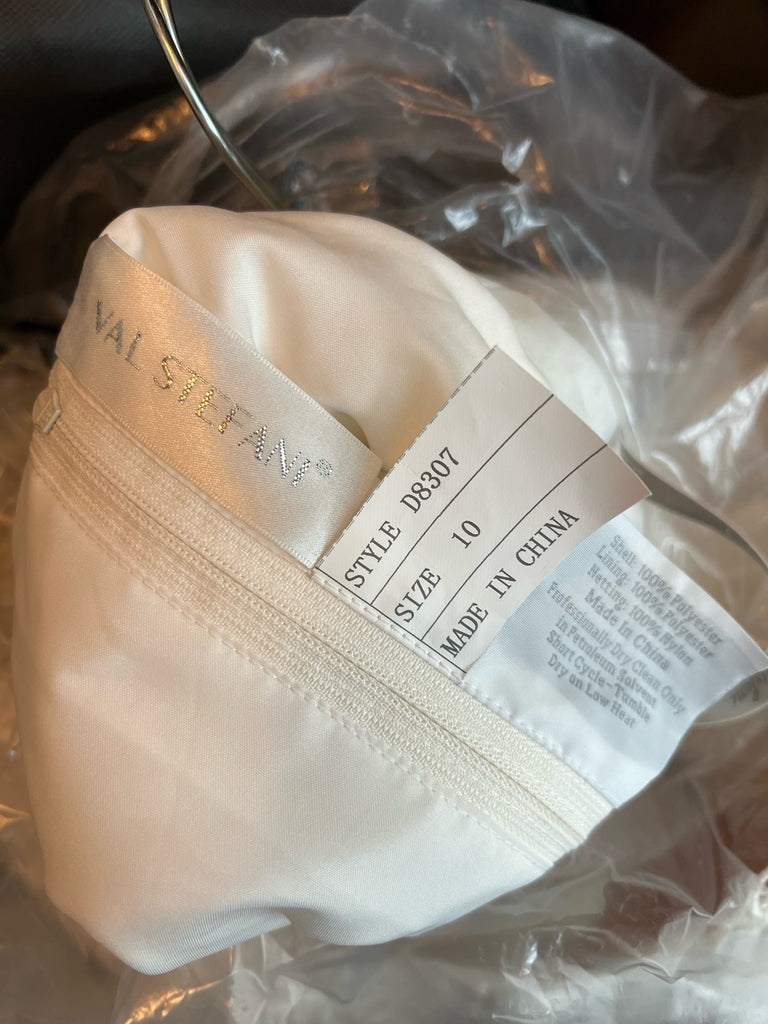 VAL STEFANI®
STYLE D8307
SIZE 10
MADE IN CHINA
Shell: 100% Polyester
Lining: 100% Polyester
Netting: 100% Nylon
Made in China
Professionally Dry Clean Only
in Petroleum Solvent
Short Cycle - Tumble
Dry on Low Heat